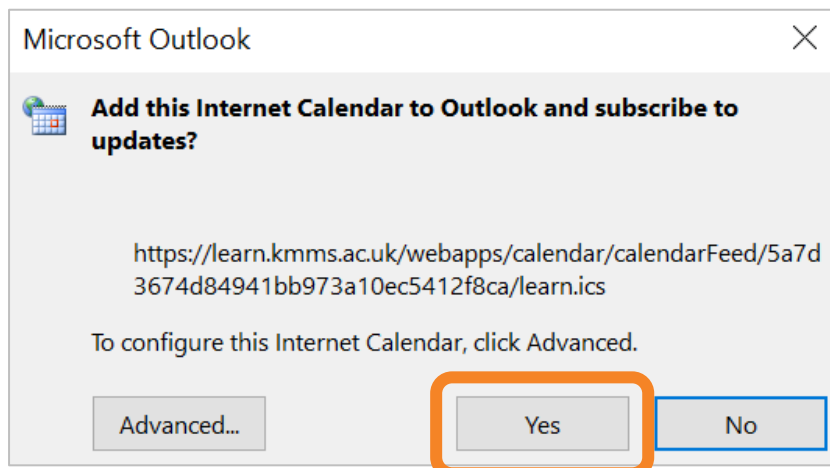 Microsoft Outlook
Add this Internet Calendar to Outlook and subscribe to
updates?
https://learn.kmms.ac.uk/webapps/calendar/calendarFeed/5a7d
3674d84941bb973a10ec5412f8ca/learn.ics
To configure this Internet Calendar, click Advanced.
Advanced... Yes No